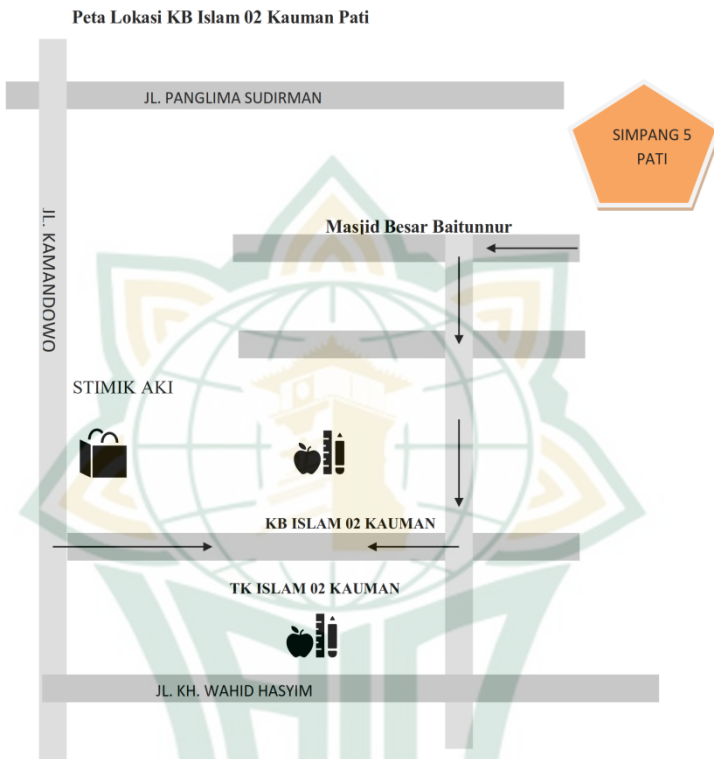 Peta Lokasi KB Islam 02 Kauman Pati
JL. PANGLIMA SUDIRMAN
SIMPANG 5
PATI
Masjid Besar Baitunnur
JL. KAMANDOWO
STIMIK AKI
KB ISLAM 02 KAUMAN
TK ISLAM 02 KAUMAN
JL. KH. WAHID HASYIM